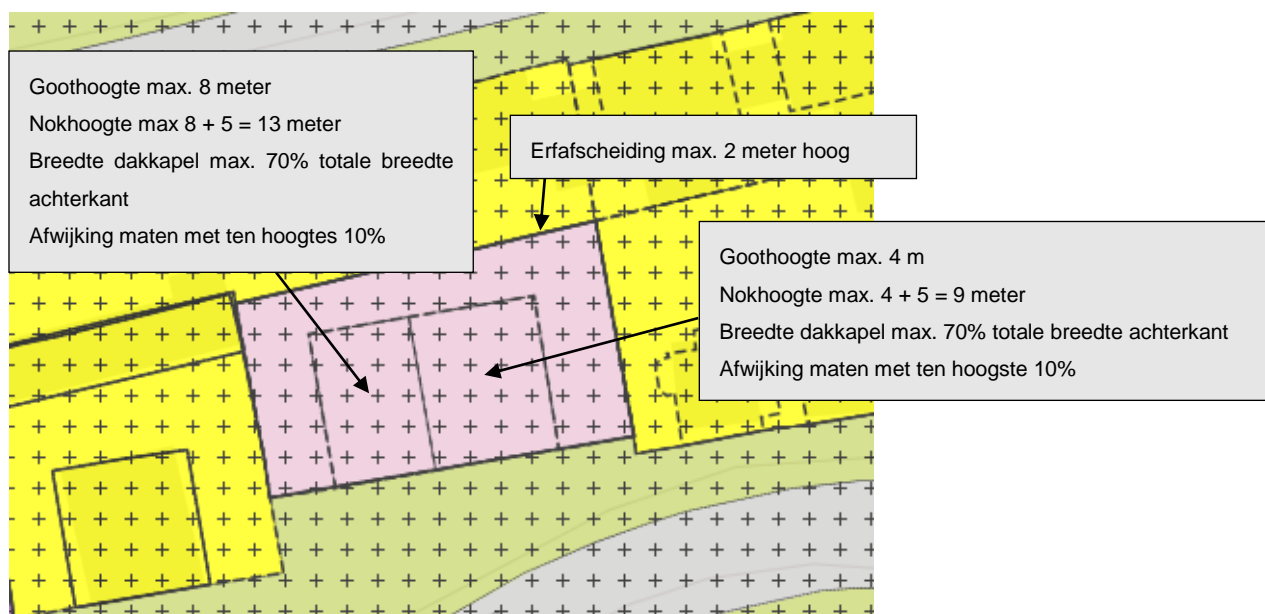 Goothoogte max. 8 meter
Nokhoogte max 8 + 5 = 13 meter
Breedte dakkapel max. 70% totale breedte
achterkant
Afwijking maten met ten hoogtes 10%
Erfafscheiding max. 2 meter hoog
Goothoogte max. 4 m
Nokhoogte max. 4 + 5 = 9 meter
Breedte dakkapel max. 70% totale breedte achterkant
Afwijking maten met ten hoogste 10%